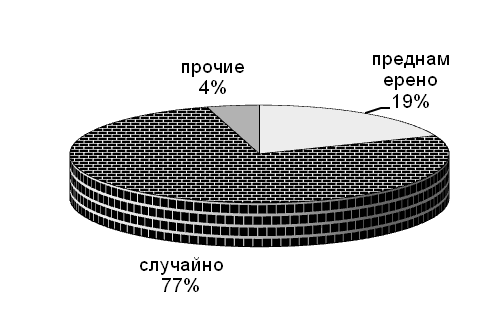 прочие
4%
преднам
ерено
19%
случайно
77%